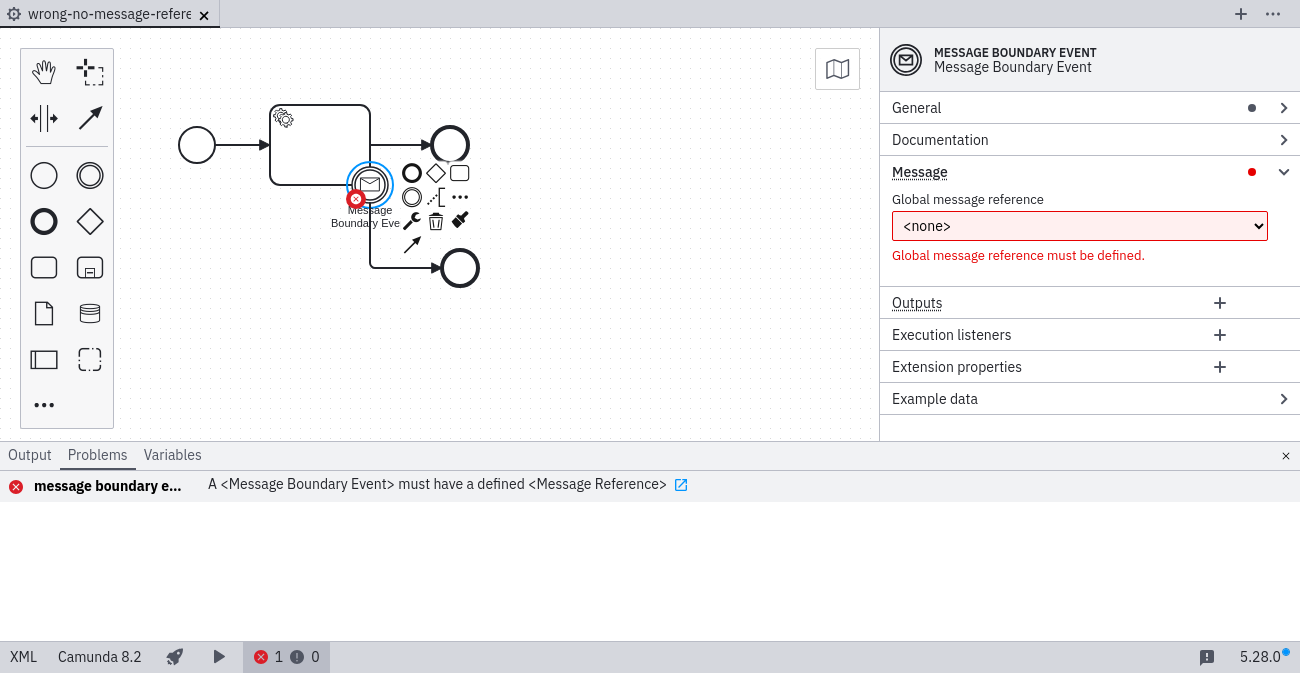 wrong-no-message-refere
MESSAGE BOUNDARY EVENT
Message Boundary Event
General
Documentation
Message
Global message reference
<none>
Global message reference must be defined.
Outputs
Execution listeners
Extension properties
Example data
Message
Boundary Eve
Output Problems Variables
message boundary e... A <Message Boundary Event> must have a defined <Message Reference>
XML Camunda 8.2 1 0 5.28.0